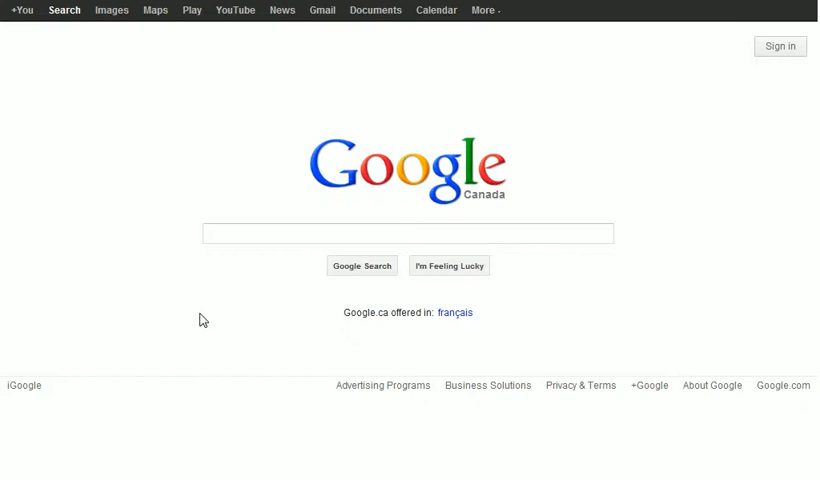 +You Search Images Maps Play YouTube News Gmail Documents Calendar More
Sign in
Google
Canada
Google Search I'm Feeling Lucky
Google.ca offered in: français
iGoogle Advertising Programs Business Solutions Privacy & Terms +Google About Google Google.com